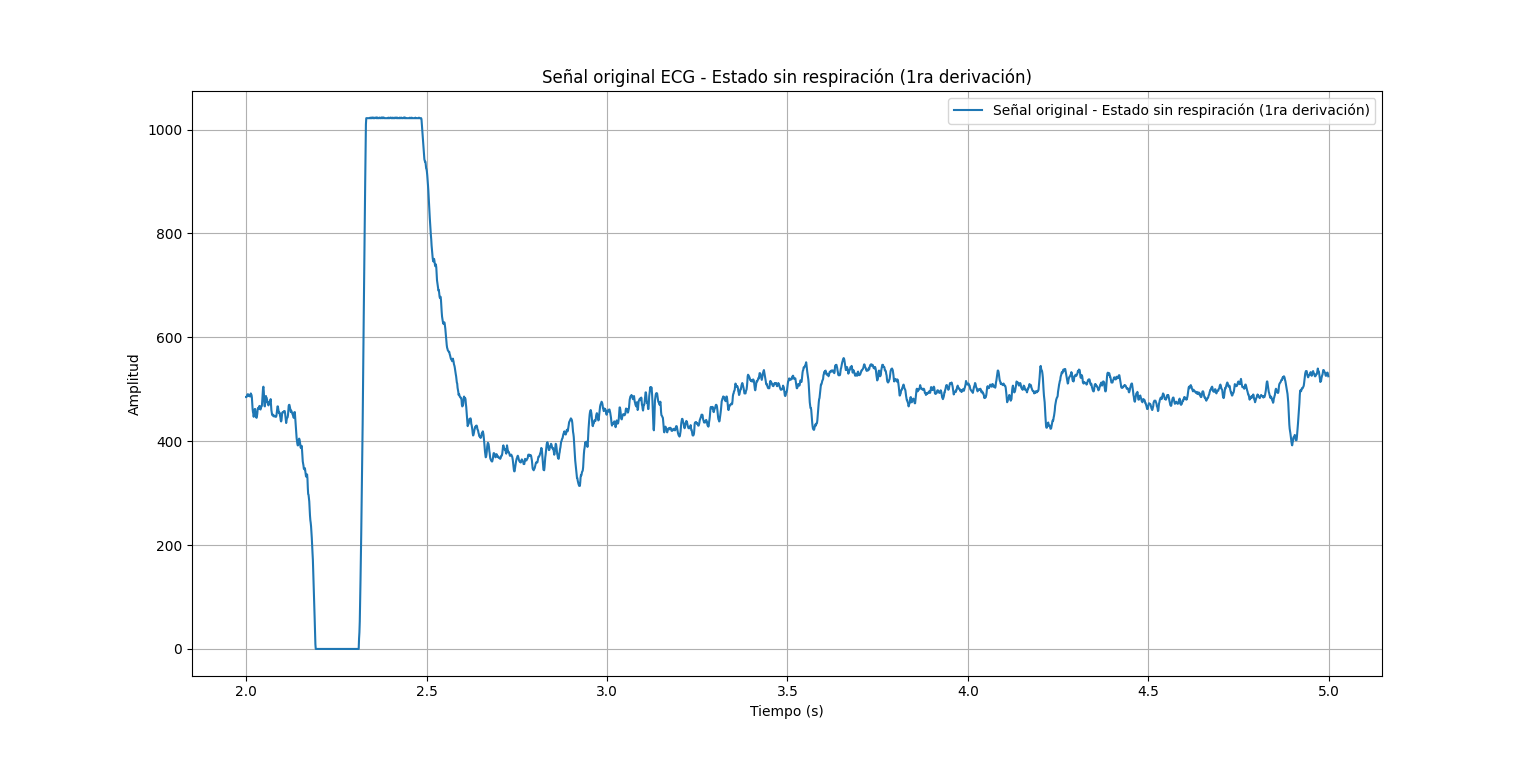 Señal original ECG - Estado sin respiración (1ra derivación)
Señal original - Estado sin respiración (1ra derivación)
1000
800
600
400
200
0
Amplitud
2.0 2.5 3.0 3.5 4.0 4.5 5.0
Tiempo (s)